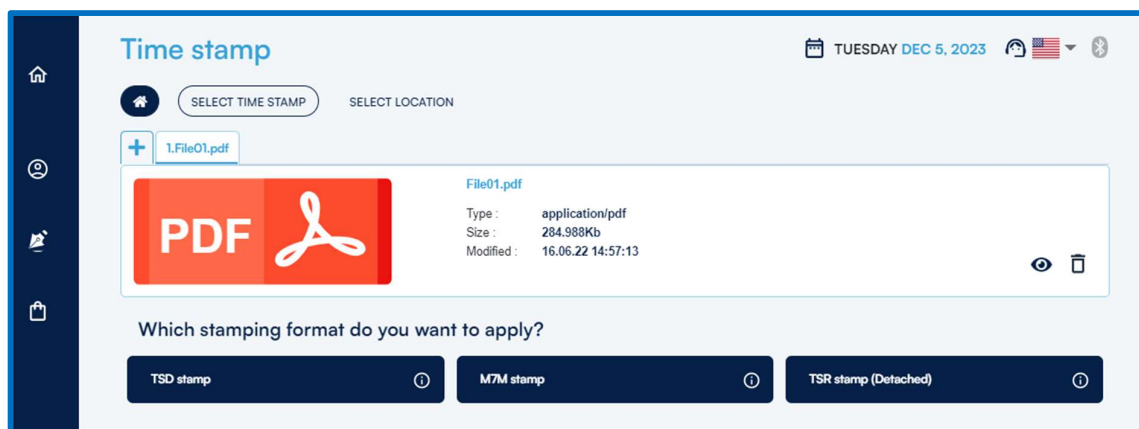 Time stamp
TUESDAY DEC 5, 2023
SELECT TIME STAMP
SELECT LOCATION
1.File01.pdf
PDF
File01.pdf
Type : application/pdf
Size : 284.988Kb
Modified : 16.06.22 14:57:13
Which stamping format do you want to apply?
TSD stamp
M7M stamp
TSR stamp (Detached)